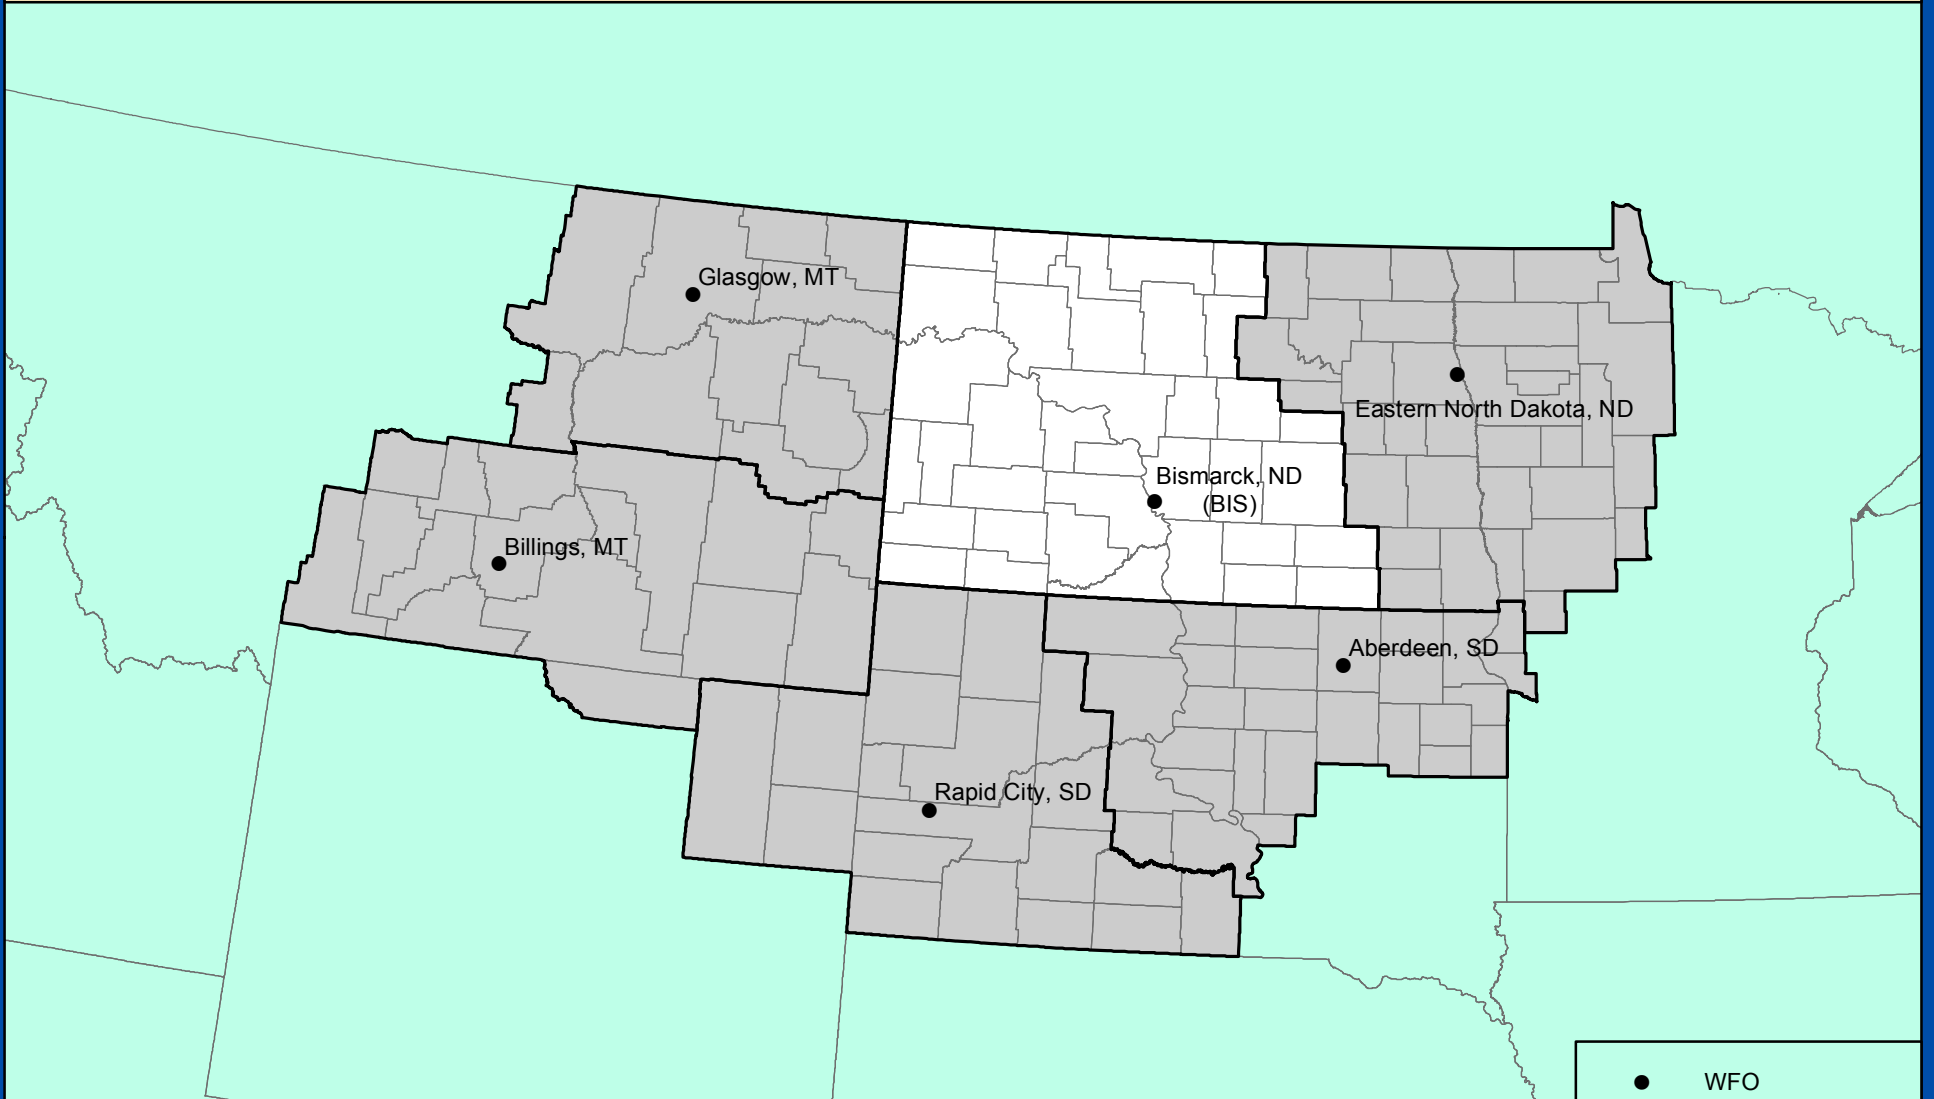 Glasgow, MT
Eastern North Dakota, ND
Bismarck, ND
(BIS)
Billings, MT
Aberdeen, SD
Rapid City, SD
WFO